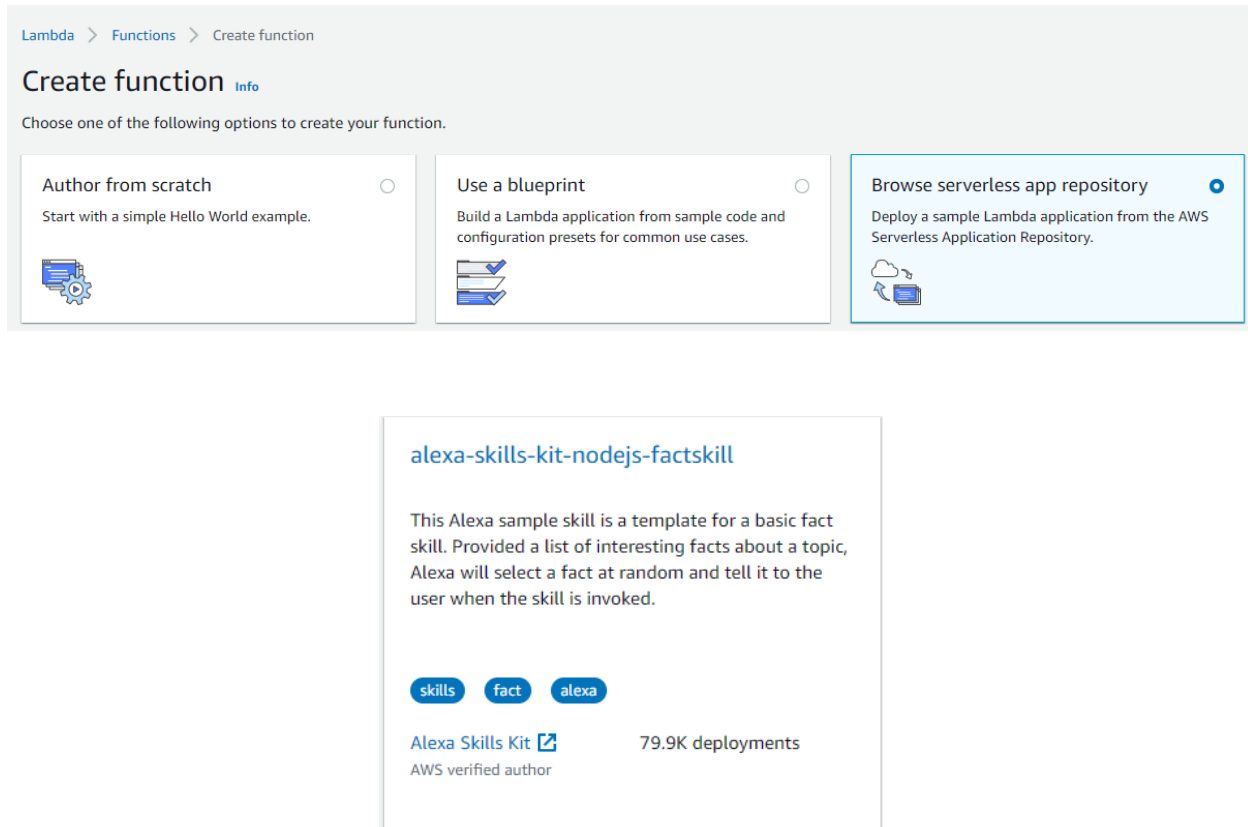 Lambda > Functions > Create function
Create function Info
Choose one of the following options to create your function.
Author from scratch
Start with a simple Hello World example.
Use a blueprint
Build a Lambda application from sample code and
configuration presets for common use cases.
Browse serverless app repository
Deploy a sample Lambda application from the AWS
Serverless Application Repository.
alexa-skills-kit-nodejs-factskill
This Alexa sample skill is a template for a basic fact
skill. Provided a list of interesting facts about a topic,
Alexa will select a fact at random and tell it to the
user when the skill is invoked.
skills fact alexa
Alexa Skills Kit 79.9K deployments
AWS verified author